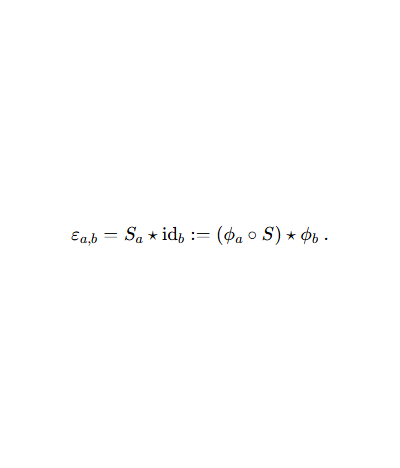 ε_{a,b} = S_a ⋆ id_b := (ϕ_a ∘ S) ⋆ ϕ_b .